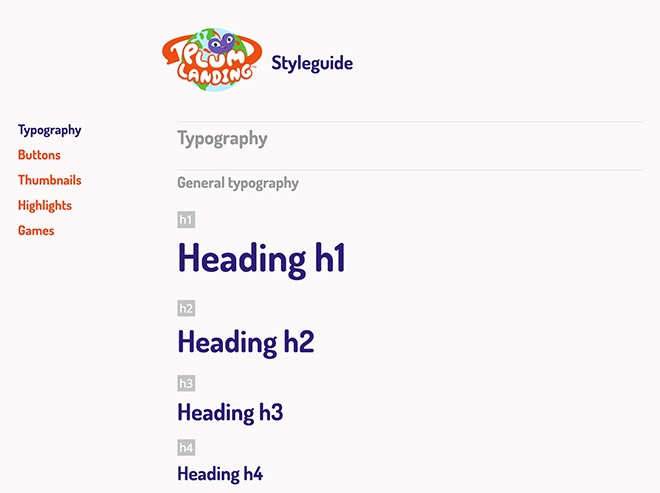 PLUM
LANDING™
Styleguide
Typography
Buttons
Thumbnails
Highlights
Games
Typography
General typography
h1
Heading h1
h2
Heading h2
h3
Heading h3
h4
Heading h4